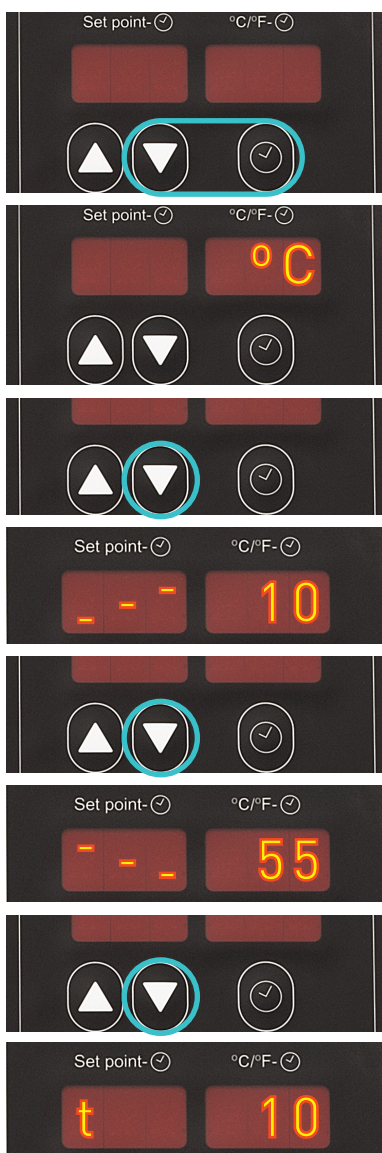 Set point- °C/°F-
Set point- °C/°F-
°C
Set point- °C/°F-
_ - ‾ 10
Set point- °C/°F-
‾ - _ 55
Set point- °C/°F-
t 10